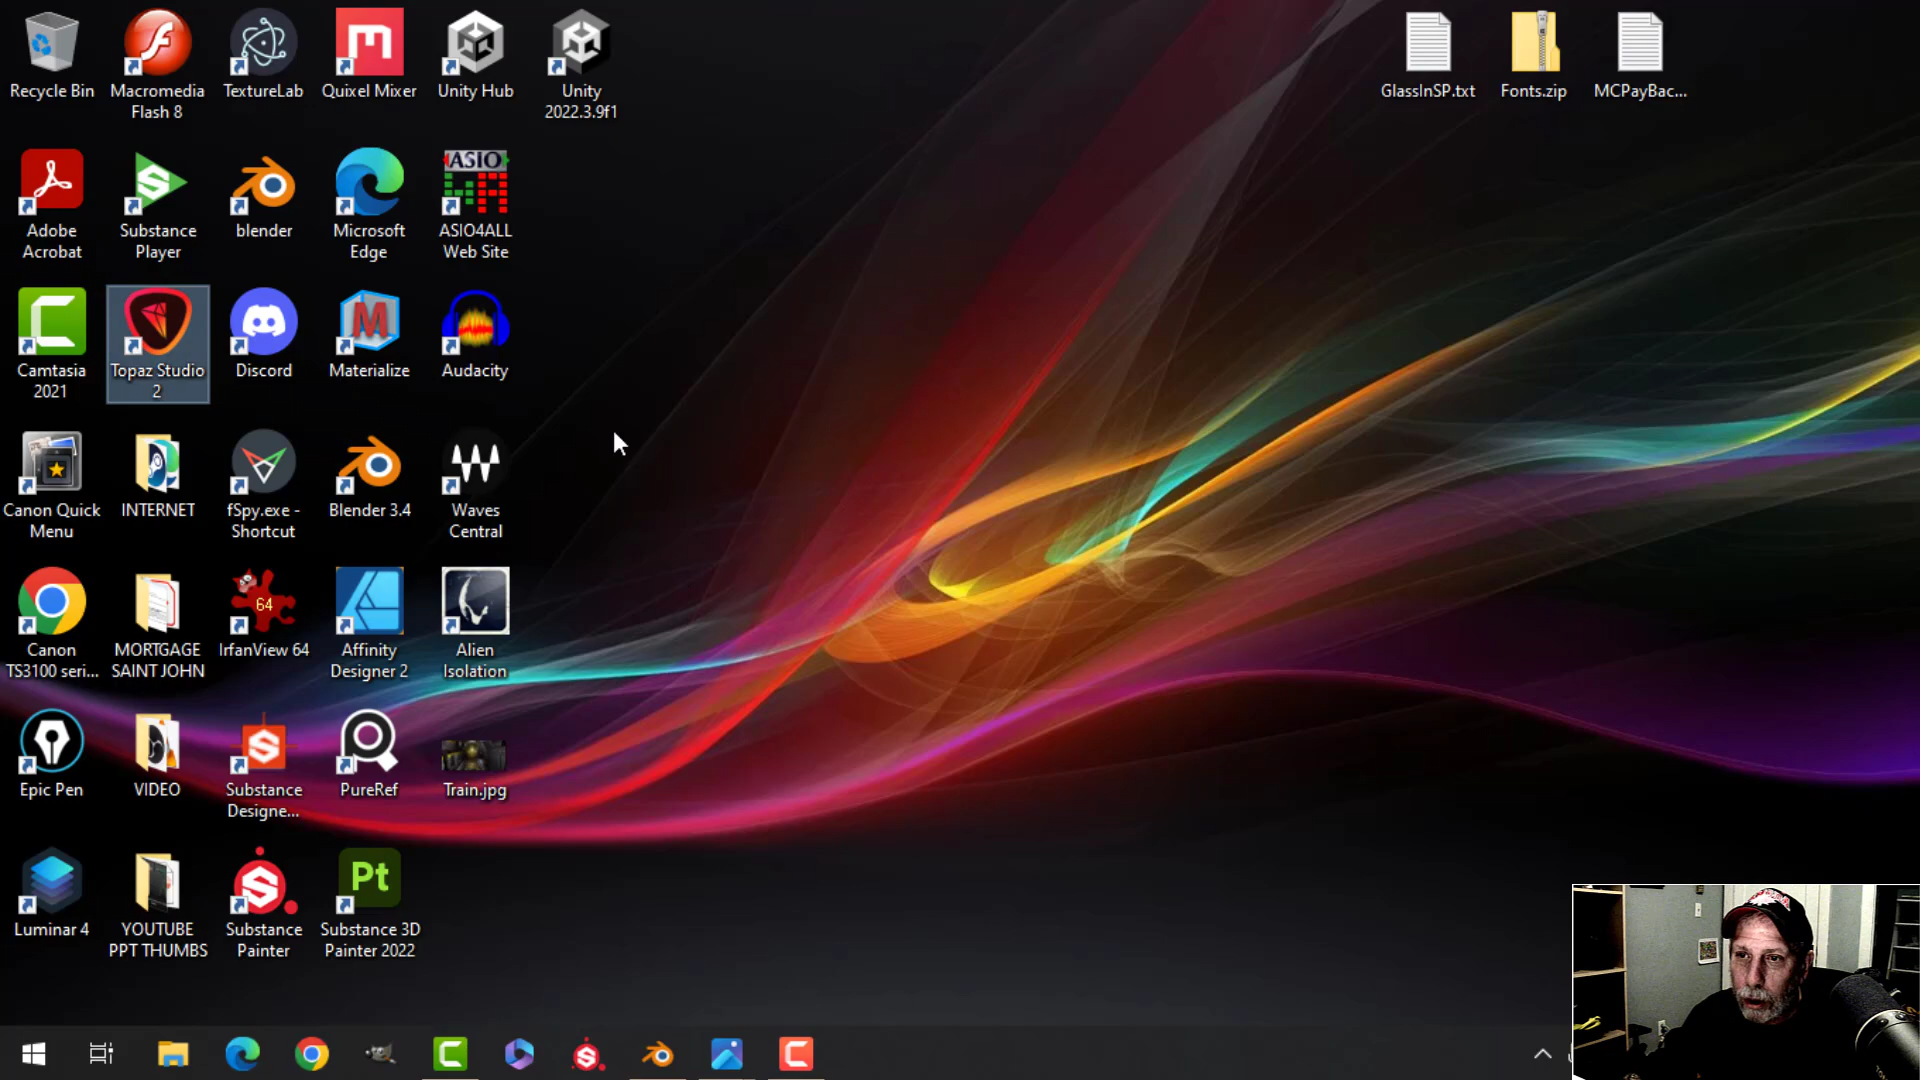 Recycle Bin
Macromedia
Flash 8
TextureLab
Quixel Mixer
Unity Hub
Unity
2022.3.9f1
GlassInSP.txt
Fonts.zip
MCPayBac...
Adobe
Acrobat
Substance
Player
blender
Microsoft
Edge
ASIO
ASIO4ALL
Web Site
Camtasia
2021
Topaz Studio
2
Discord
Materialize
Audacity
Canon Quick
Menu
INTERNET
fSpy.exe -
Shortcut
Blender 3.4
Waves
Central
64
Canon
TS3100 seri...
MORTGAGE
SAINT JOHN
IrfanView 64
Affinity
Designer 2
Alien
Isolation
Epic Pen
VIDEO
Substance
Designe...
PureRef
Train.jpg
Pt
Luminar 4
YOUTUBE
PPT THUMBS
Substance
Painter
Substance 3D
Painter 2022